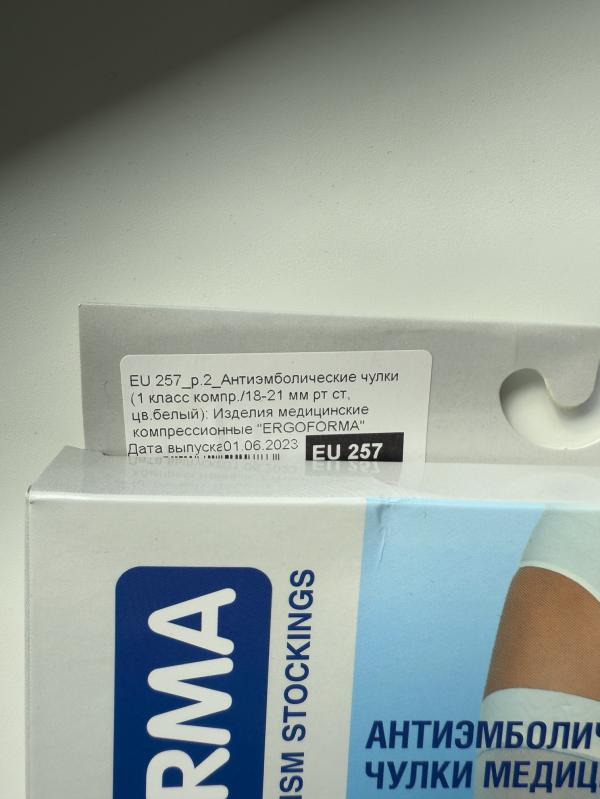 EU 257_р.2_Антиэмболические чулки
(1 класс компр./18-21 мм рт ст,
цв.белый): Изделия медицинские
компрессионные "ERGOFORMA"
Дата выпуска01.06.2023
EU 257
RMA
ISM STOCKINGS
АНТИЭМБОЛИЧ
ЧУЛКИ МЕДИЦ